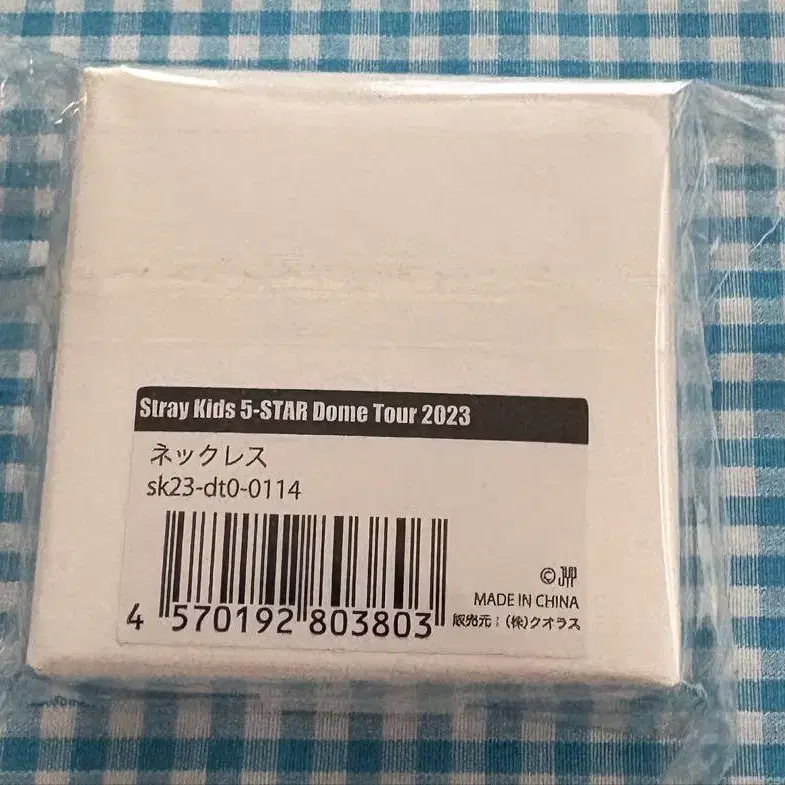 Stray Kids 5-STAR Dome Tour 2023
ネックレス
sk23-dt0-0114
© JYP
MADE IN CHINA
4 570192 803803
販売元：(株)クオラス